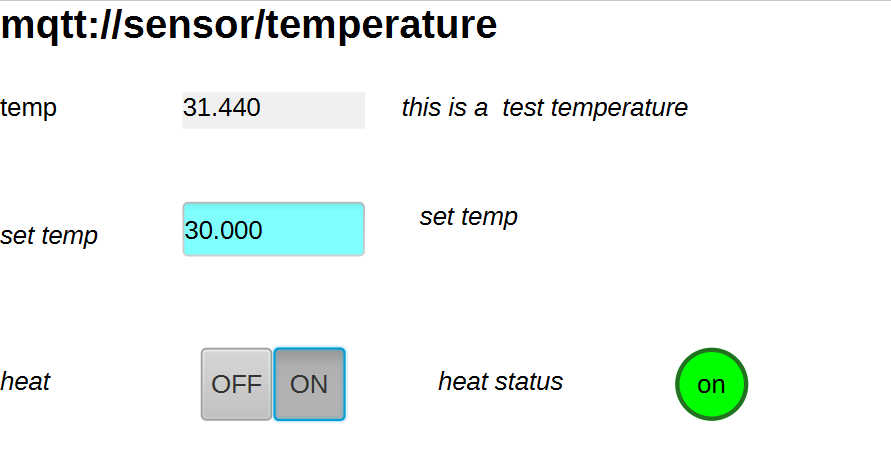 mqtt://sensor/temperature
temp 31.440 this is a  test temperature
set temp 30.000 set temp
heat OFF ON heat status on